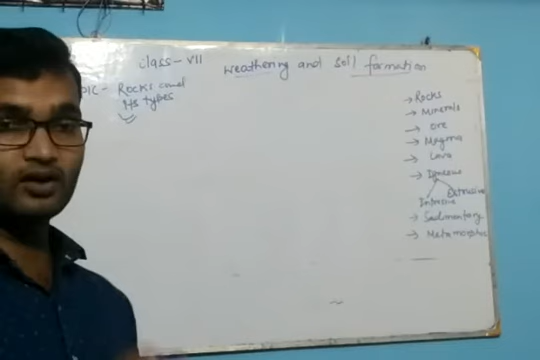 Class - VII
Weathering and Soil formation
PIC - Rocks and
its types
→ Rocks
→ Minerals
→ Ore
→ Magma
→ Lava
→ Igneous
Intrusive Extrusive
→ Sedimentary
→ Metamorphic